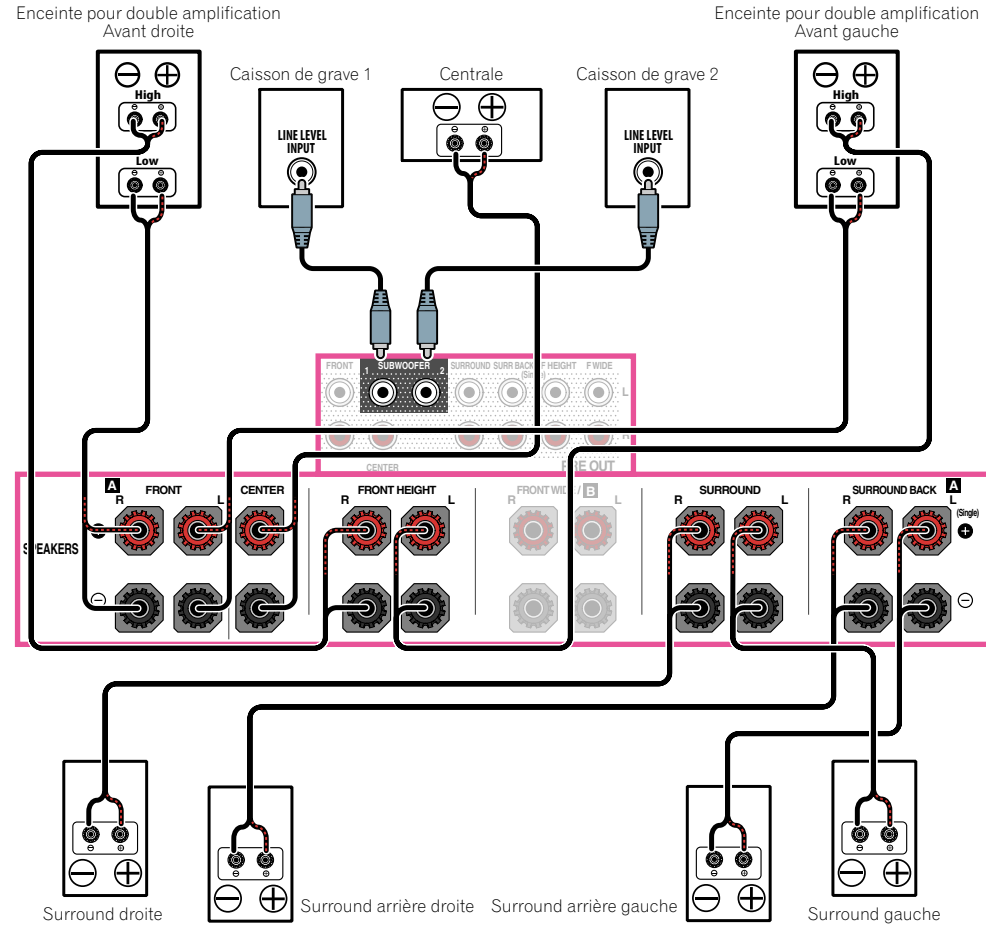 Enceinte pour double amplification
Avant droite
Enceinte pour double amplification
Avant gauche
Caisson de grave 1
Centrale
Caisson de grave 2
High
Low
LINE LEVEL
INPUT
LINE LEVEL
INPUT
High
Low
FRONT
SUBWOOFER
1
2
SURROUND
SURR BACK
(Single)
F HEIGHT
F WIDE
L
R
CENTER
PRE OUT
SPEAKERS
A
R
FRONT
L
CENTER
R
FRONT HEIGHT
L
FRONT WIDE / B
R
L
R
SURROUND
L
R
SURROUND BACK
A
L
(Single)
Surround droite
Surround arrière droite
Surround arrière gauche
Surround gauche